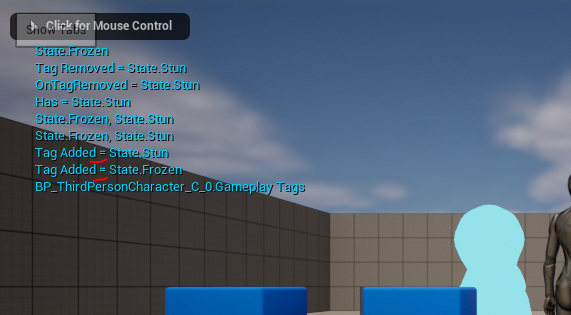 Click for Mouse Control
Show Tabs
State.Frozen
Tag Removed = State.Stun
OnTagRemoved = State.Stun
Has = State.Stun
State.Frozen, State.Stun
State.Frozen, State.Stun
Tag Added = State.Stun
Tag Added = State.Frozen
BP_ThirdPersonCharacter_C_0.Gameplay Tags